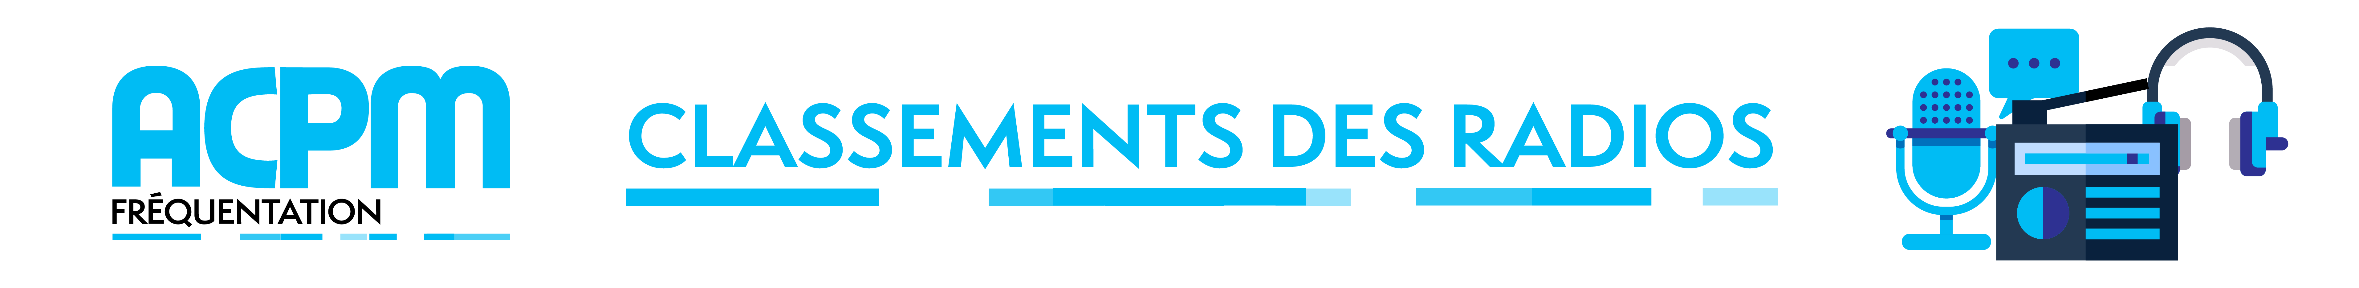 ACPM
FRÉQUENTATION
CLASSEMENTS DES RADIOS